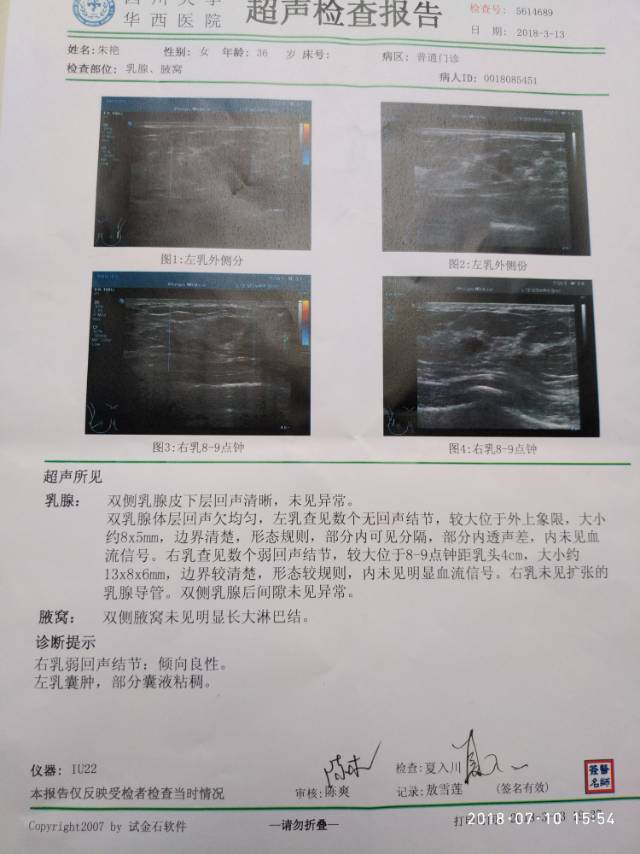 四川大学
华西医院
超声检查报告
检查号: 5614689
日 期: 2018-3-13
姓名:朱艳 性别: 女 年龄: 36 岁 床号: 病区: 普通门诊
检查部位: 乳腺、腋窝 病人ID: 0018085451
图1:左乳外侧分
图2:左乳外侧份
图3:右乳8-9点钟
图4:右乳8-9点钟
超声所见
乳腺: 双侧乳腺皮下层回声清晰，未见异常。
双乳腺体层回声欠均匀，左乳查见数个无回声结节，较大位于外上象限，大小
约8x5mm，边界清楚，形态规则，部分内可见分隔，部分内透声差，内未见血
流信号。右乳查见数个弱回声结节，较大位于8-9点钟距乳头4cm，大小约
13x8x6mm，边界较清楚，形态较规则，内未见明显血流信号。右乳未见扩张的
乳腺导管。双侧乳腺后间隙未见异常。
腋窝: 双侧腋窝未见明显长大淋巴结。
诊断提示
右乳弱回声结节: 倾向良性。
左乳囊肿，部分囊液粘稠。
仪器: IU22
审核:陈爽
检查:夏入川
本报告仅反映受检者检查当时情况
记录:敖雪莲 (签名有效)
Copyright2007 by 试金石软件
—请勿折叠—
2018-07-10 15:54